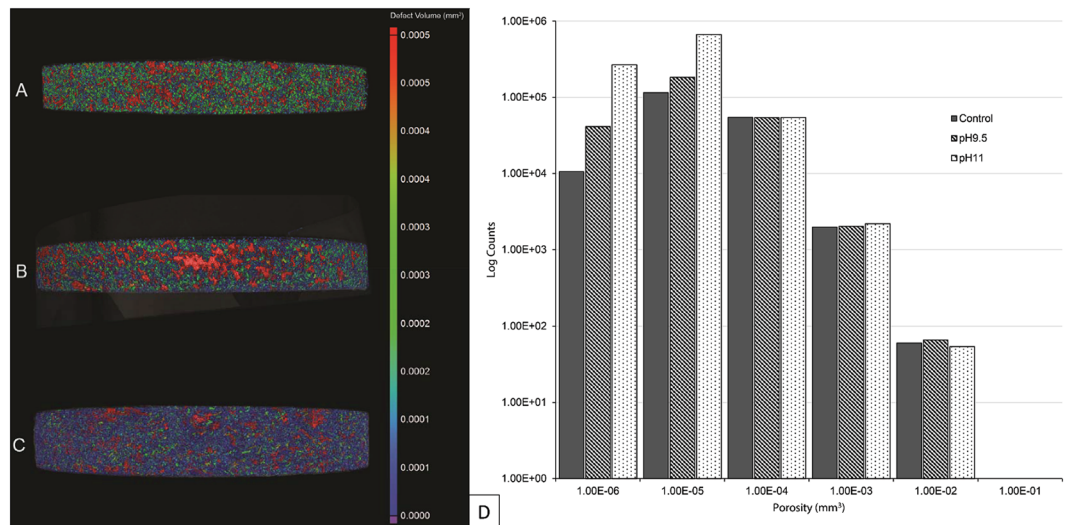 Defect Volume (mm³)
0.0005
0.0005
0.0004
0.0004
0.0003
0.0003
0.0002
0.0002
0.0001
0.0001
0.0000
A
B
C
D
1.00E+06
1.00E+05
1.00E+04
1.00E+03
1.00E+02
1.00E+01
1.00E+00
Log Counts
Control
pH9.5
pH11
1.00E-06 1.00E-05 1.00E-04 1.00E-03 1.00E-02 1.00E-01
Porosity (mm³)